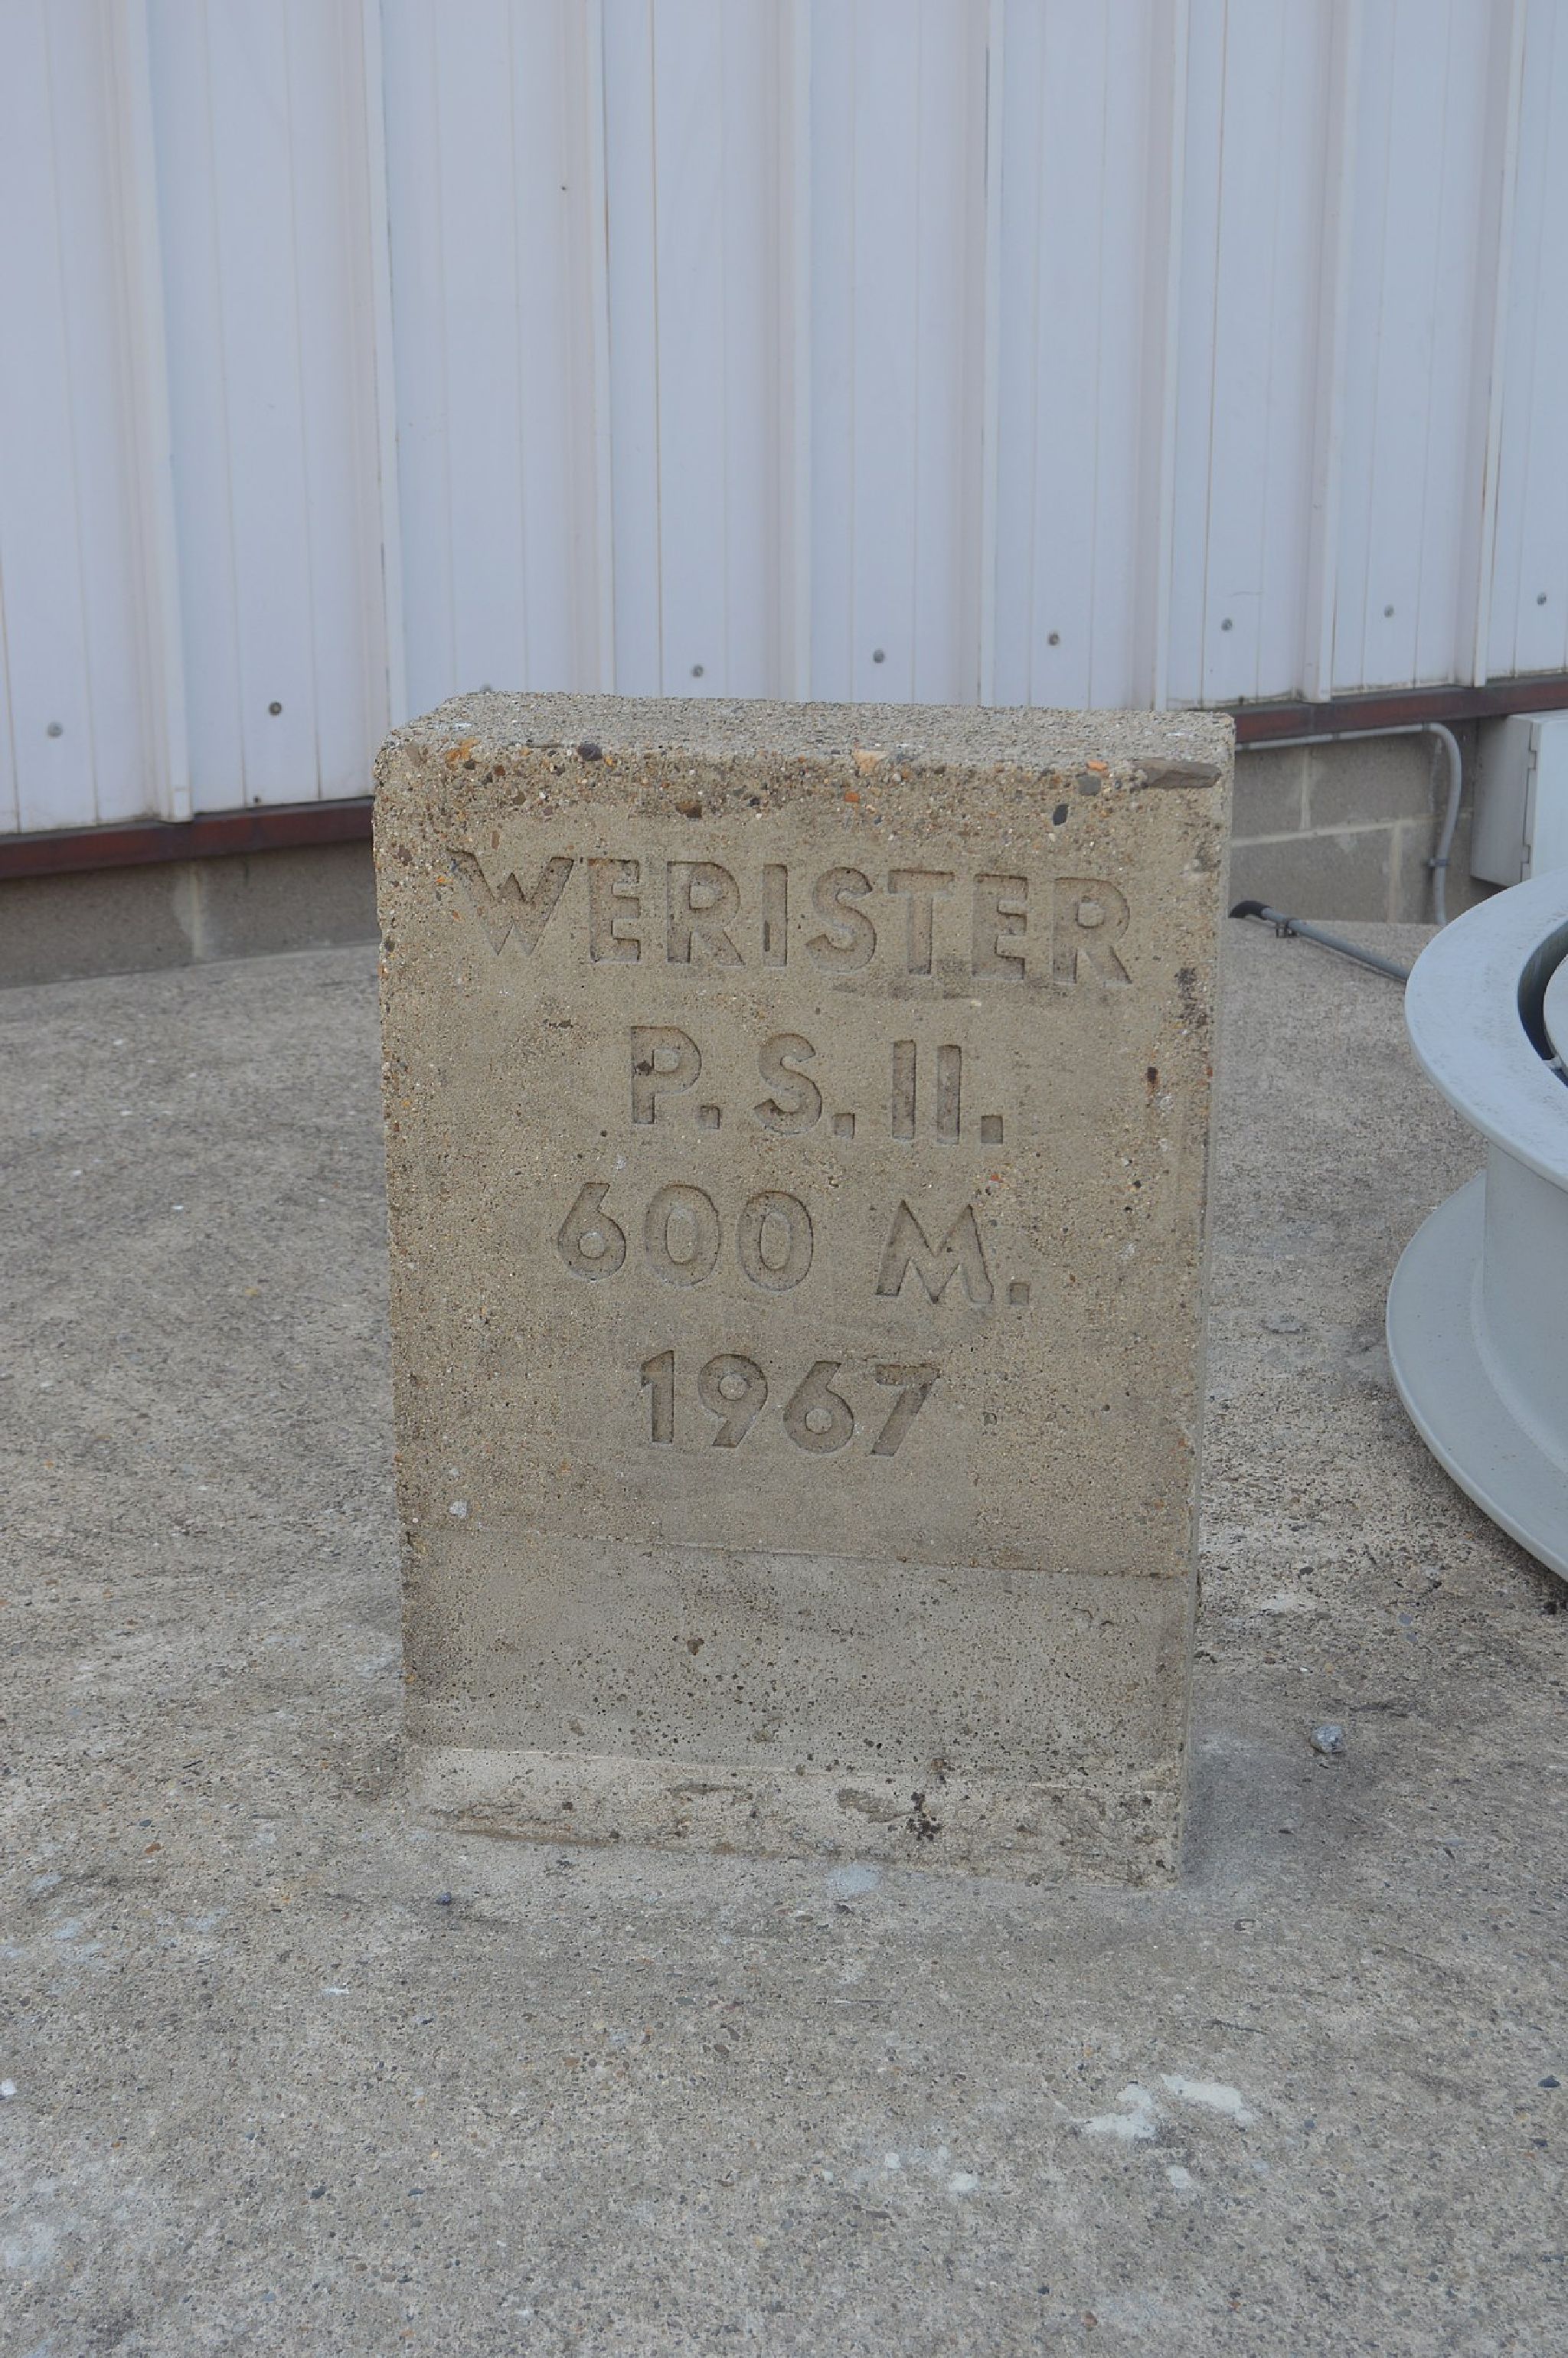 WERISTER
P.S.II.
600 M.
1967